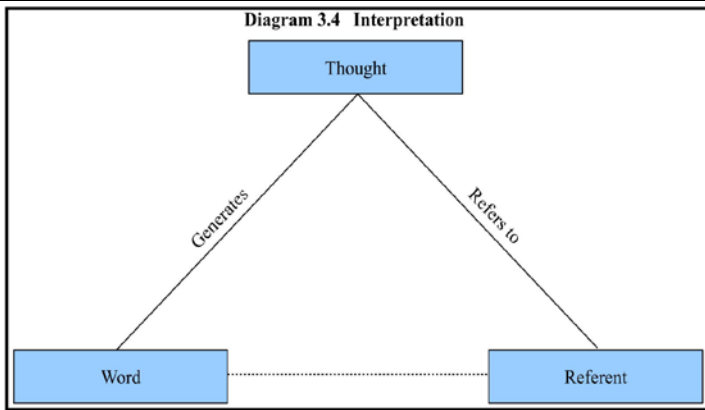 Diagram 3.4 Interpretation
Thought
Generates
Refers to
Word
Referent